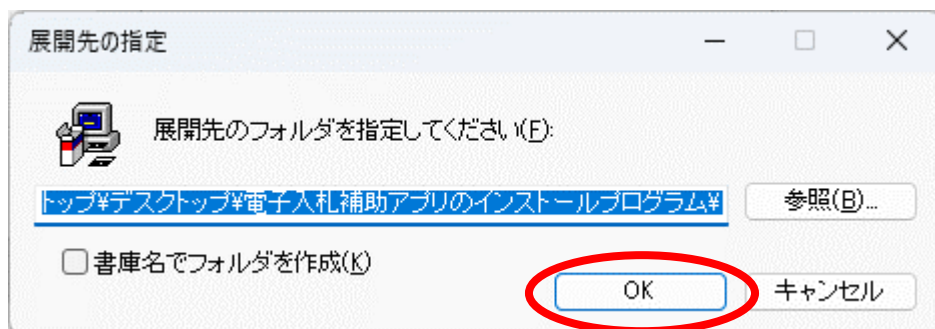 展開先の指定
展開先のフォルダを指定してください(F):
トップ¥デスクトップ¥電子入札補助アプリのインストールプログラム¥
参照(B)...
書庫名でフォルダを作成(K)
OK
キャンセル